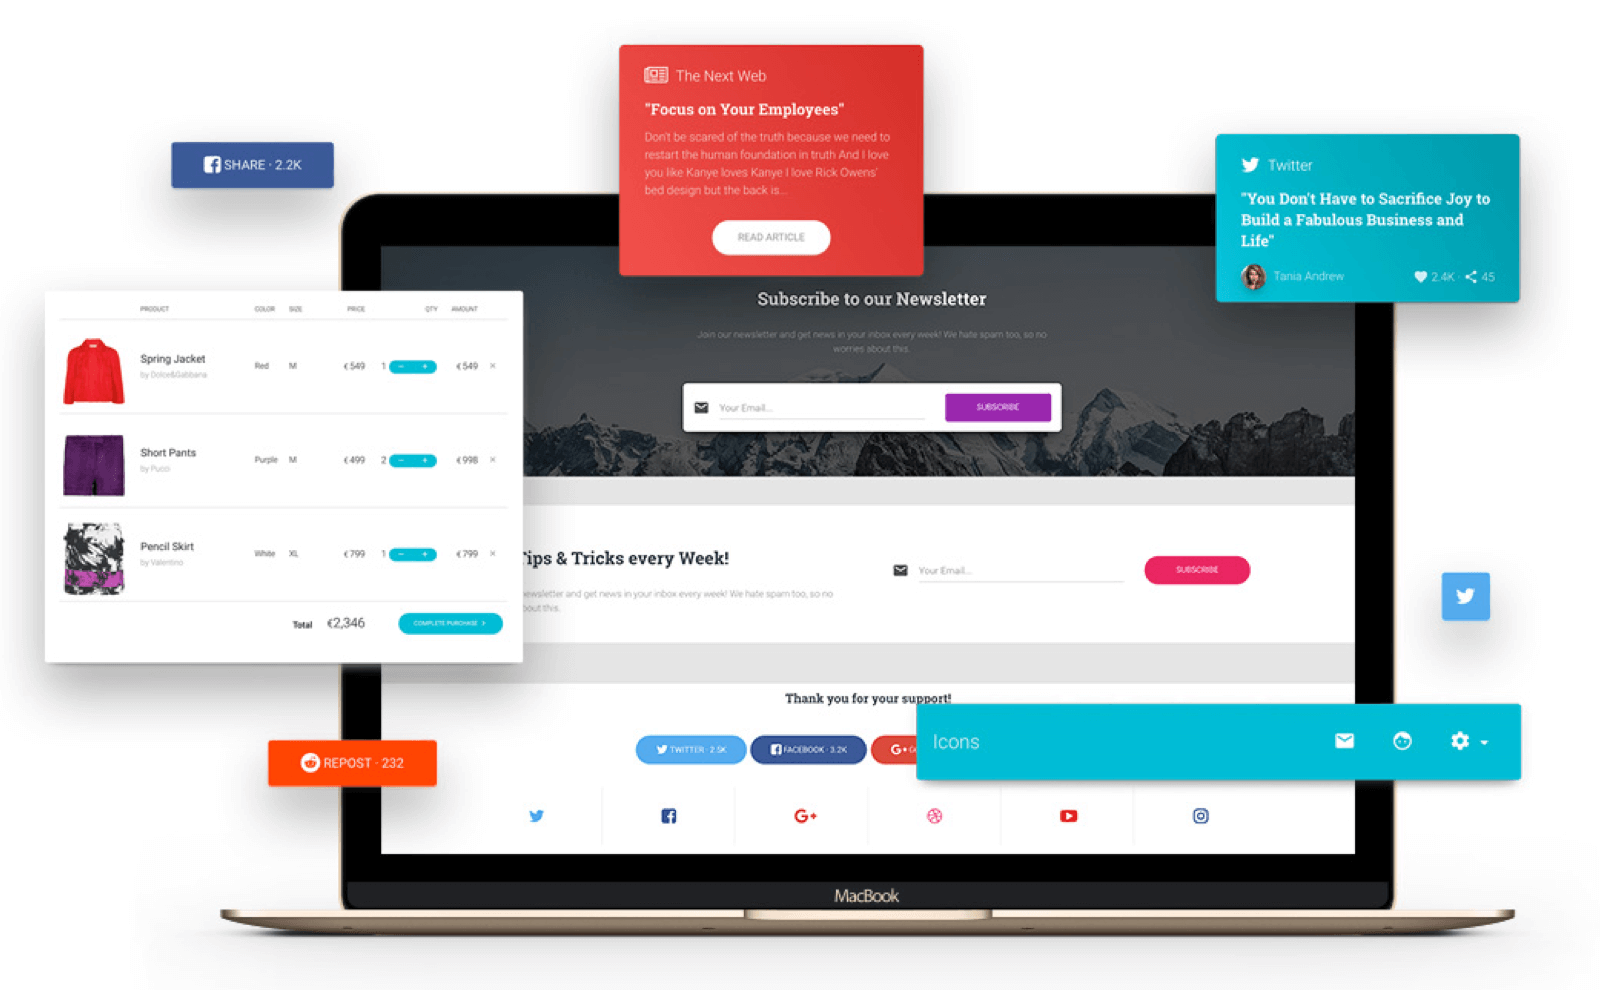 The Next Web
"Focus on Your Employees"
Don't be scared of the truth because we need to
restart the human foundation in truth And I love
you like Kanye loves Kanye I love Rick Owens'
bed design but the back is...
READ ARTICLE
SHARE · 2.2K
Twitter
"You Don't Have to Sacrifice Joy to
Build a Fabulous Business and
Life"
Tania Andrew
2.4K · 45
Subscribe to our Newsletter
Join our newsletter and get news in your inbox every week! We hate spam too, so no
worries about this.
Your Email...
SUBSCRIBE
PRODUCT COLOR SIZE PRICE QTY AMOUNT
Spring Jacket
by Dolce&Gabbana
Red M €549 1 − + €549 ×
Short Pants
by Pucci
Purple M €499 2 − + €998 ×
Pencil Skirt
by Valentino
White XL €799 1 − + €799 ×
Total €2,346 COMPLETE PURCHASE >
Tips & Tricks every Week!
newsletter and get news in your inbox every week! We hate spam too, so no
about this.
Your Email...
SUBSCRIBE
Thank you for your support!
TWITTER · 2.5K
FACEBOOK · 3.2K
G+
Icons
REPOST · 232
G+
MacBook